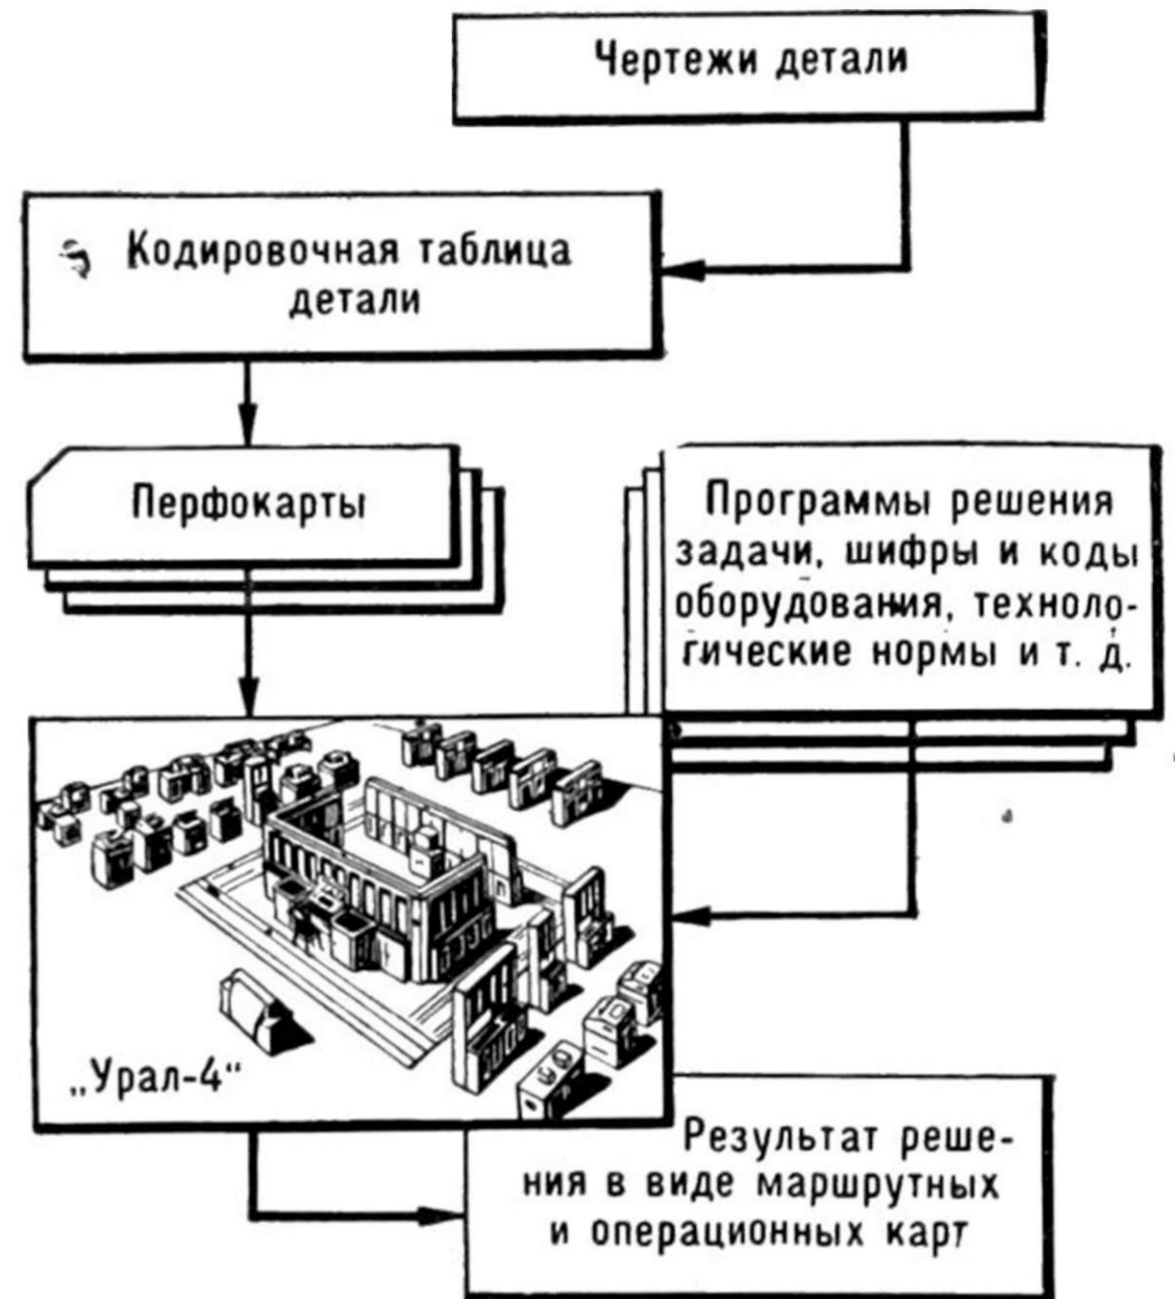 Чертежи детали
Кодировочная таблица
детали
Перфокарты
Программы решения
задачи, шифры и коды
оборудования, техноло-
гические нормы и т. д.
„Урал-4“
Результат реше-
ния в виде маршрутных
и операционных карт